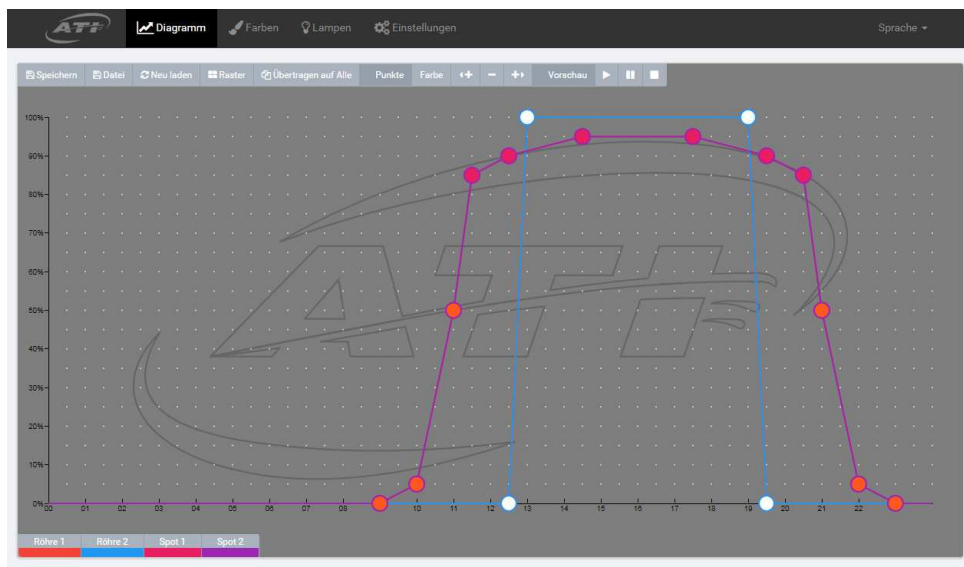 ATI Diagramm Farben Lampen Einstellungen Sprache
Speichern Datei Neu laden Raster Übertragen auf Alle Punkte Farbe Vorschau
100%
90%
80%
70%
60%
50%
40%
30%
20%
10%
0%
00 01 02 03 04 05 06 07 08 10 11 12 13 14 15 16 17 18 19 20 21 22
ATI
Röhre 1 Röhre 2 Spot 1 Spot 2